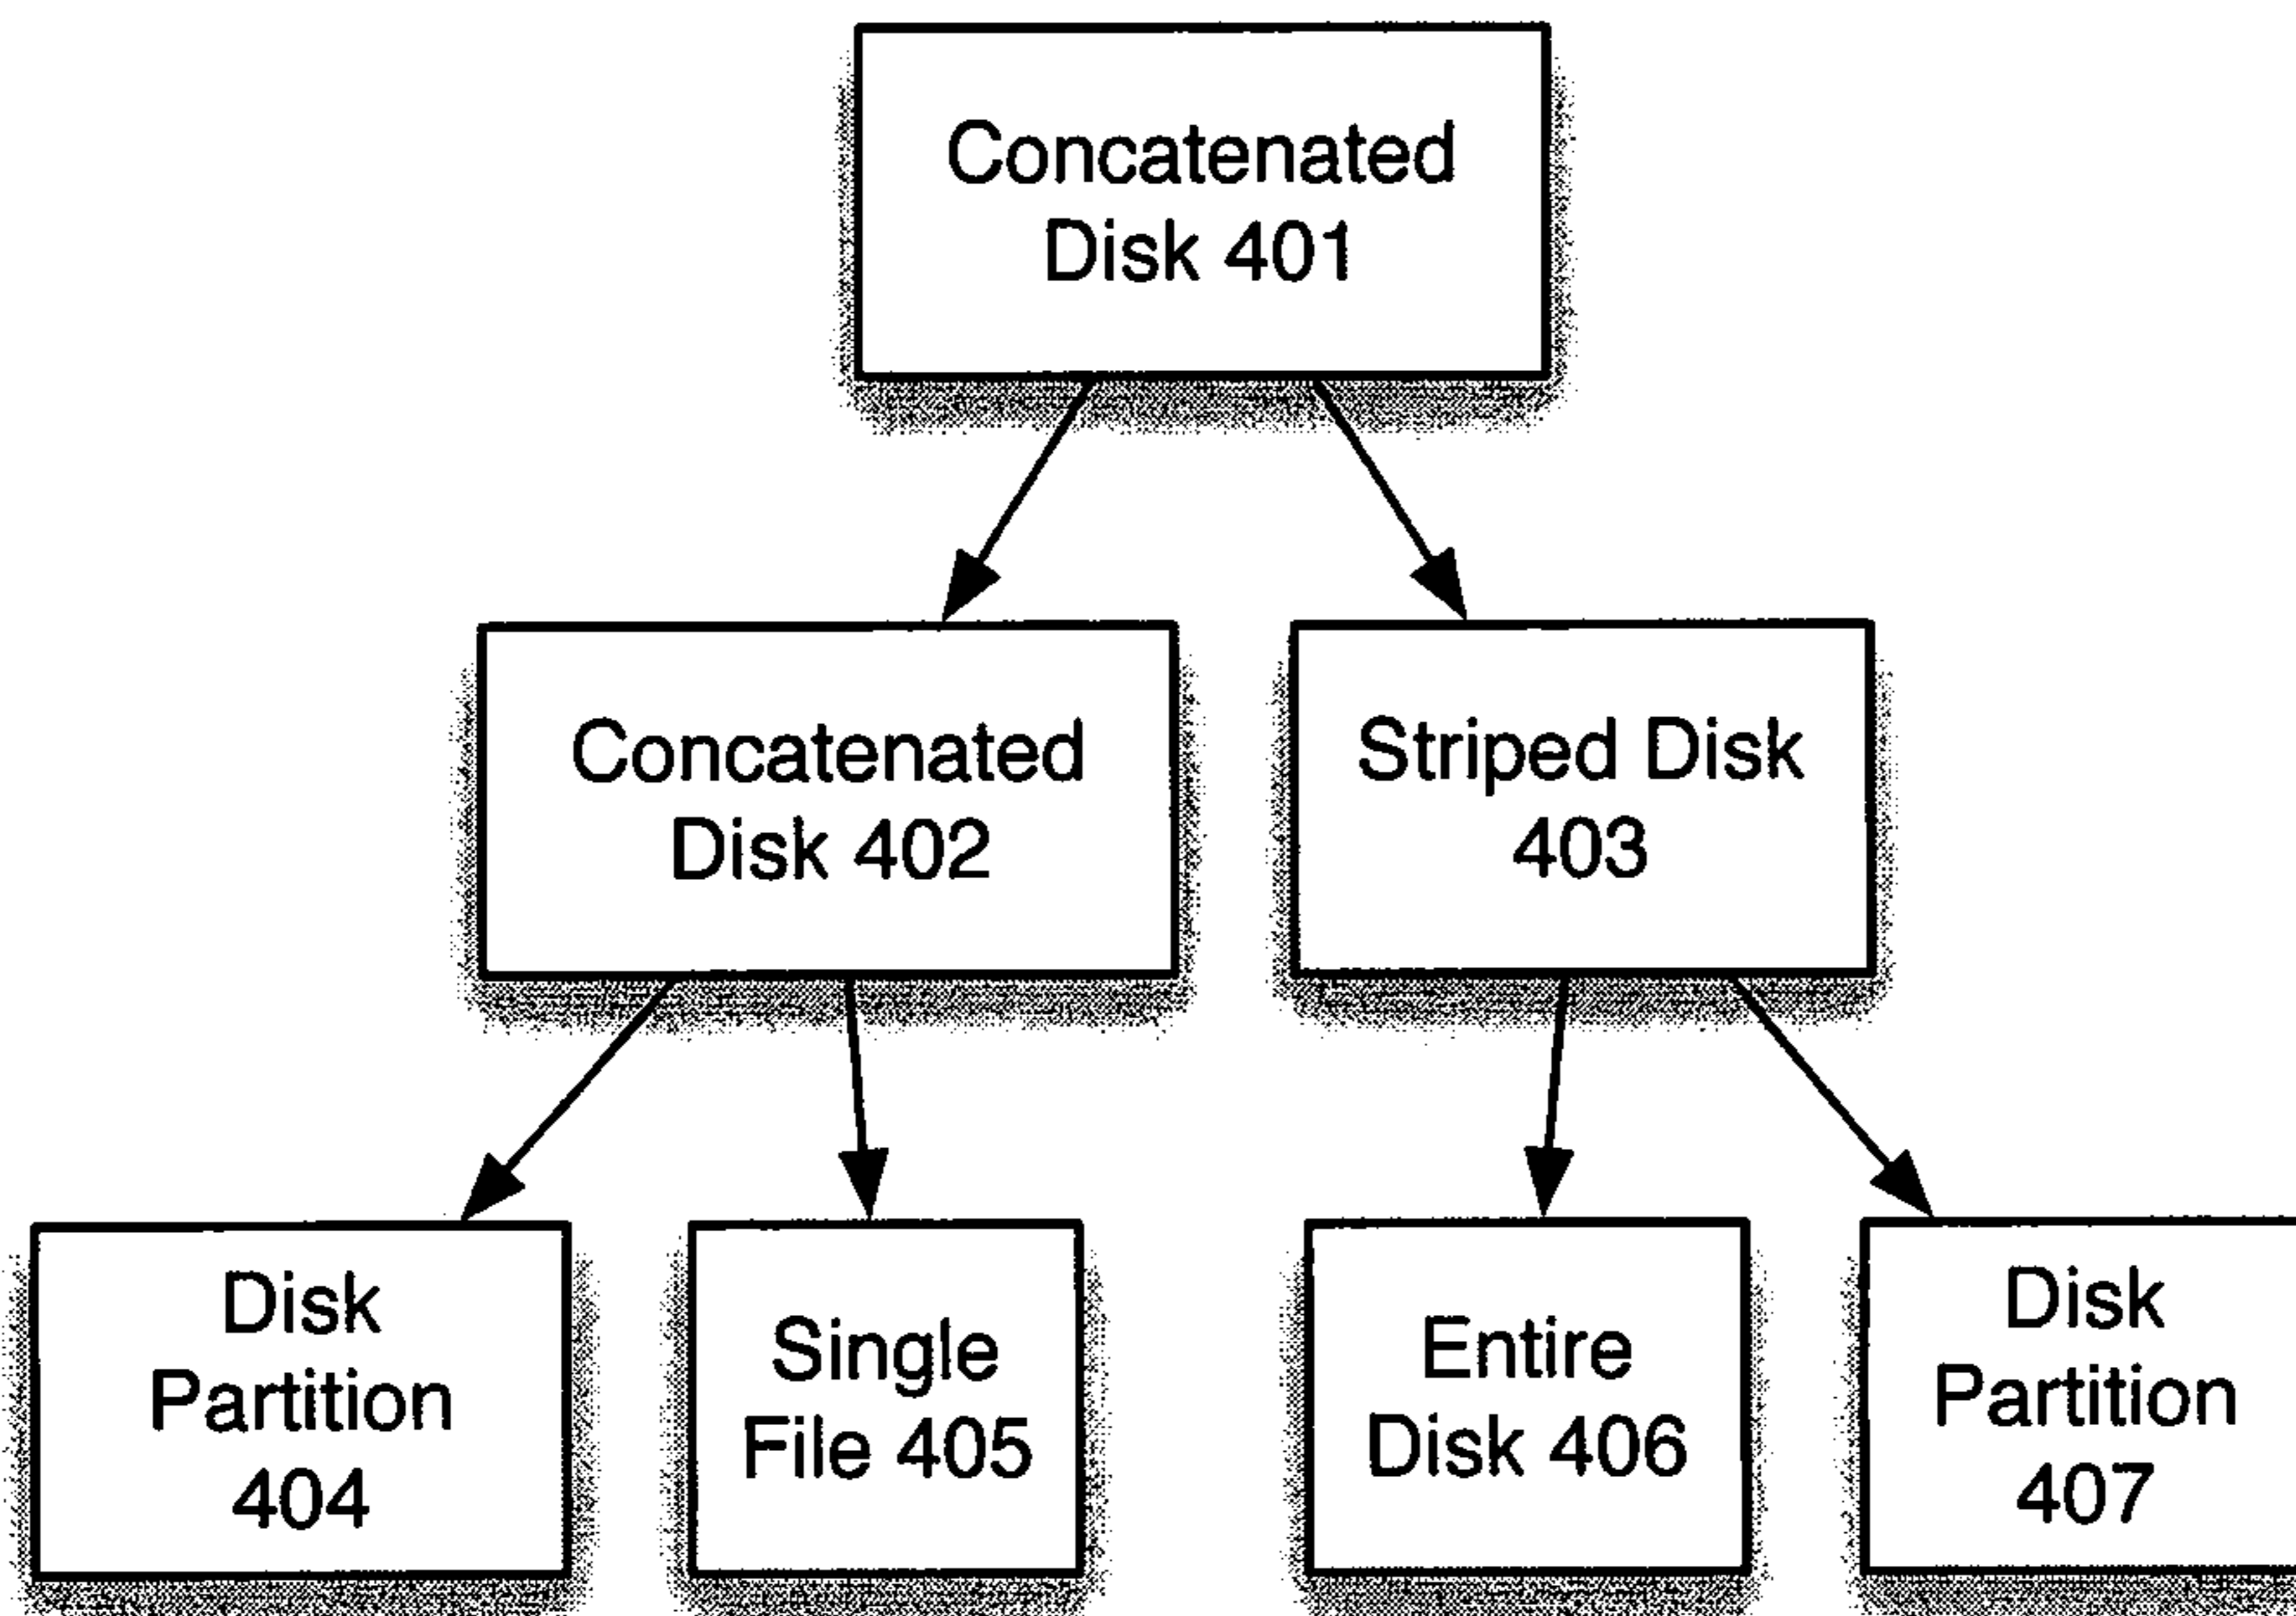 Concatenated
Disk 401
Concatenated
Disk 402
Striped Disk
403
Disk
Partition
404
Single
File 405
Entire
Disk 406
Disk
Partition
407